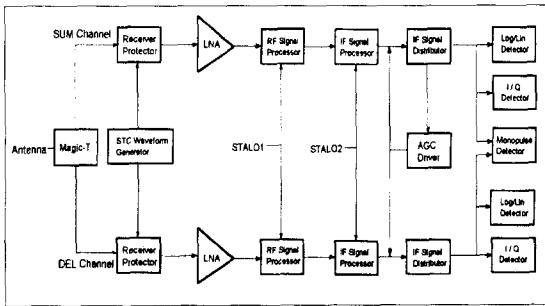 SUM Channel
Receiver
Protector
LNA
RF Signal
Processor
IF Signal
Processor
IF Signal
Distributor
Log/Lin
Detector
I / Q
Detector
Antenna
Magic-T
STC Waveform
Generator
STALO1
STALO2
AGC
Driver
Monopulse
Detector
Log/Lin
Detector
DEL Channel
Receiver
Protector
LNA
RF Signal
Processor
IF Signal
Processor
IF Signal
Distributor
I / Q
Detector